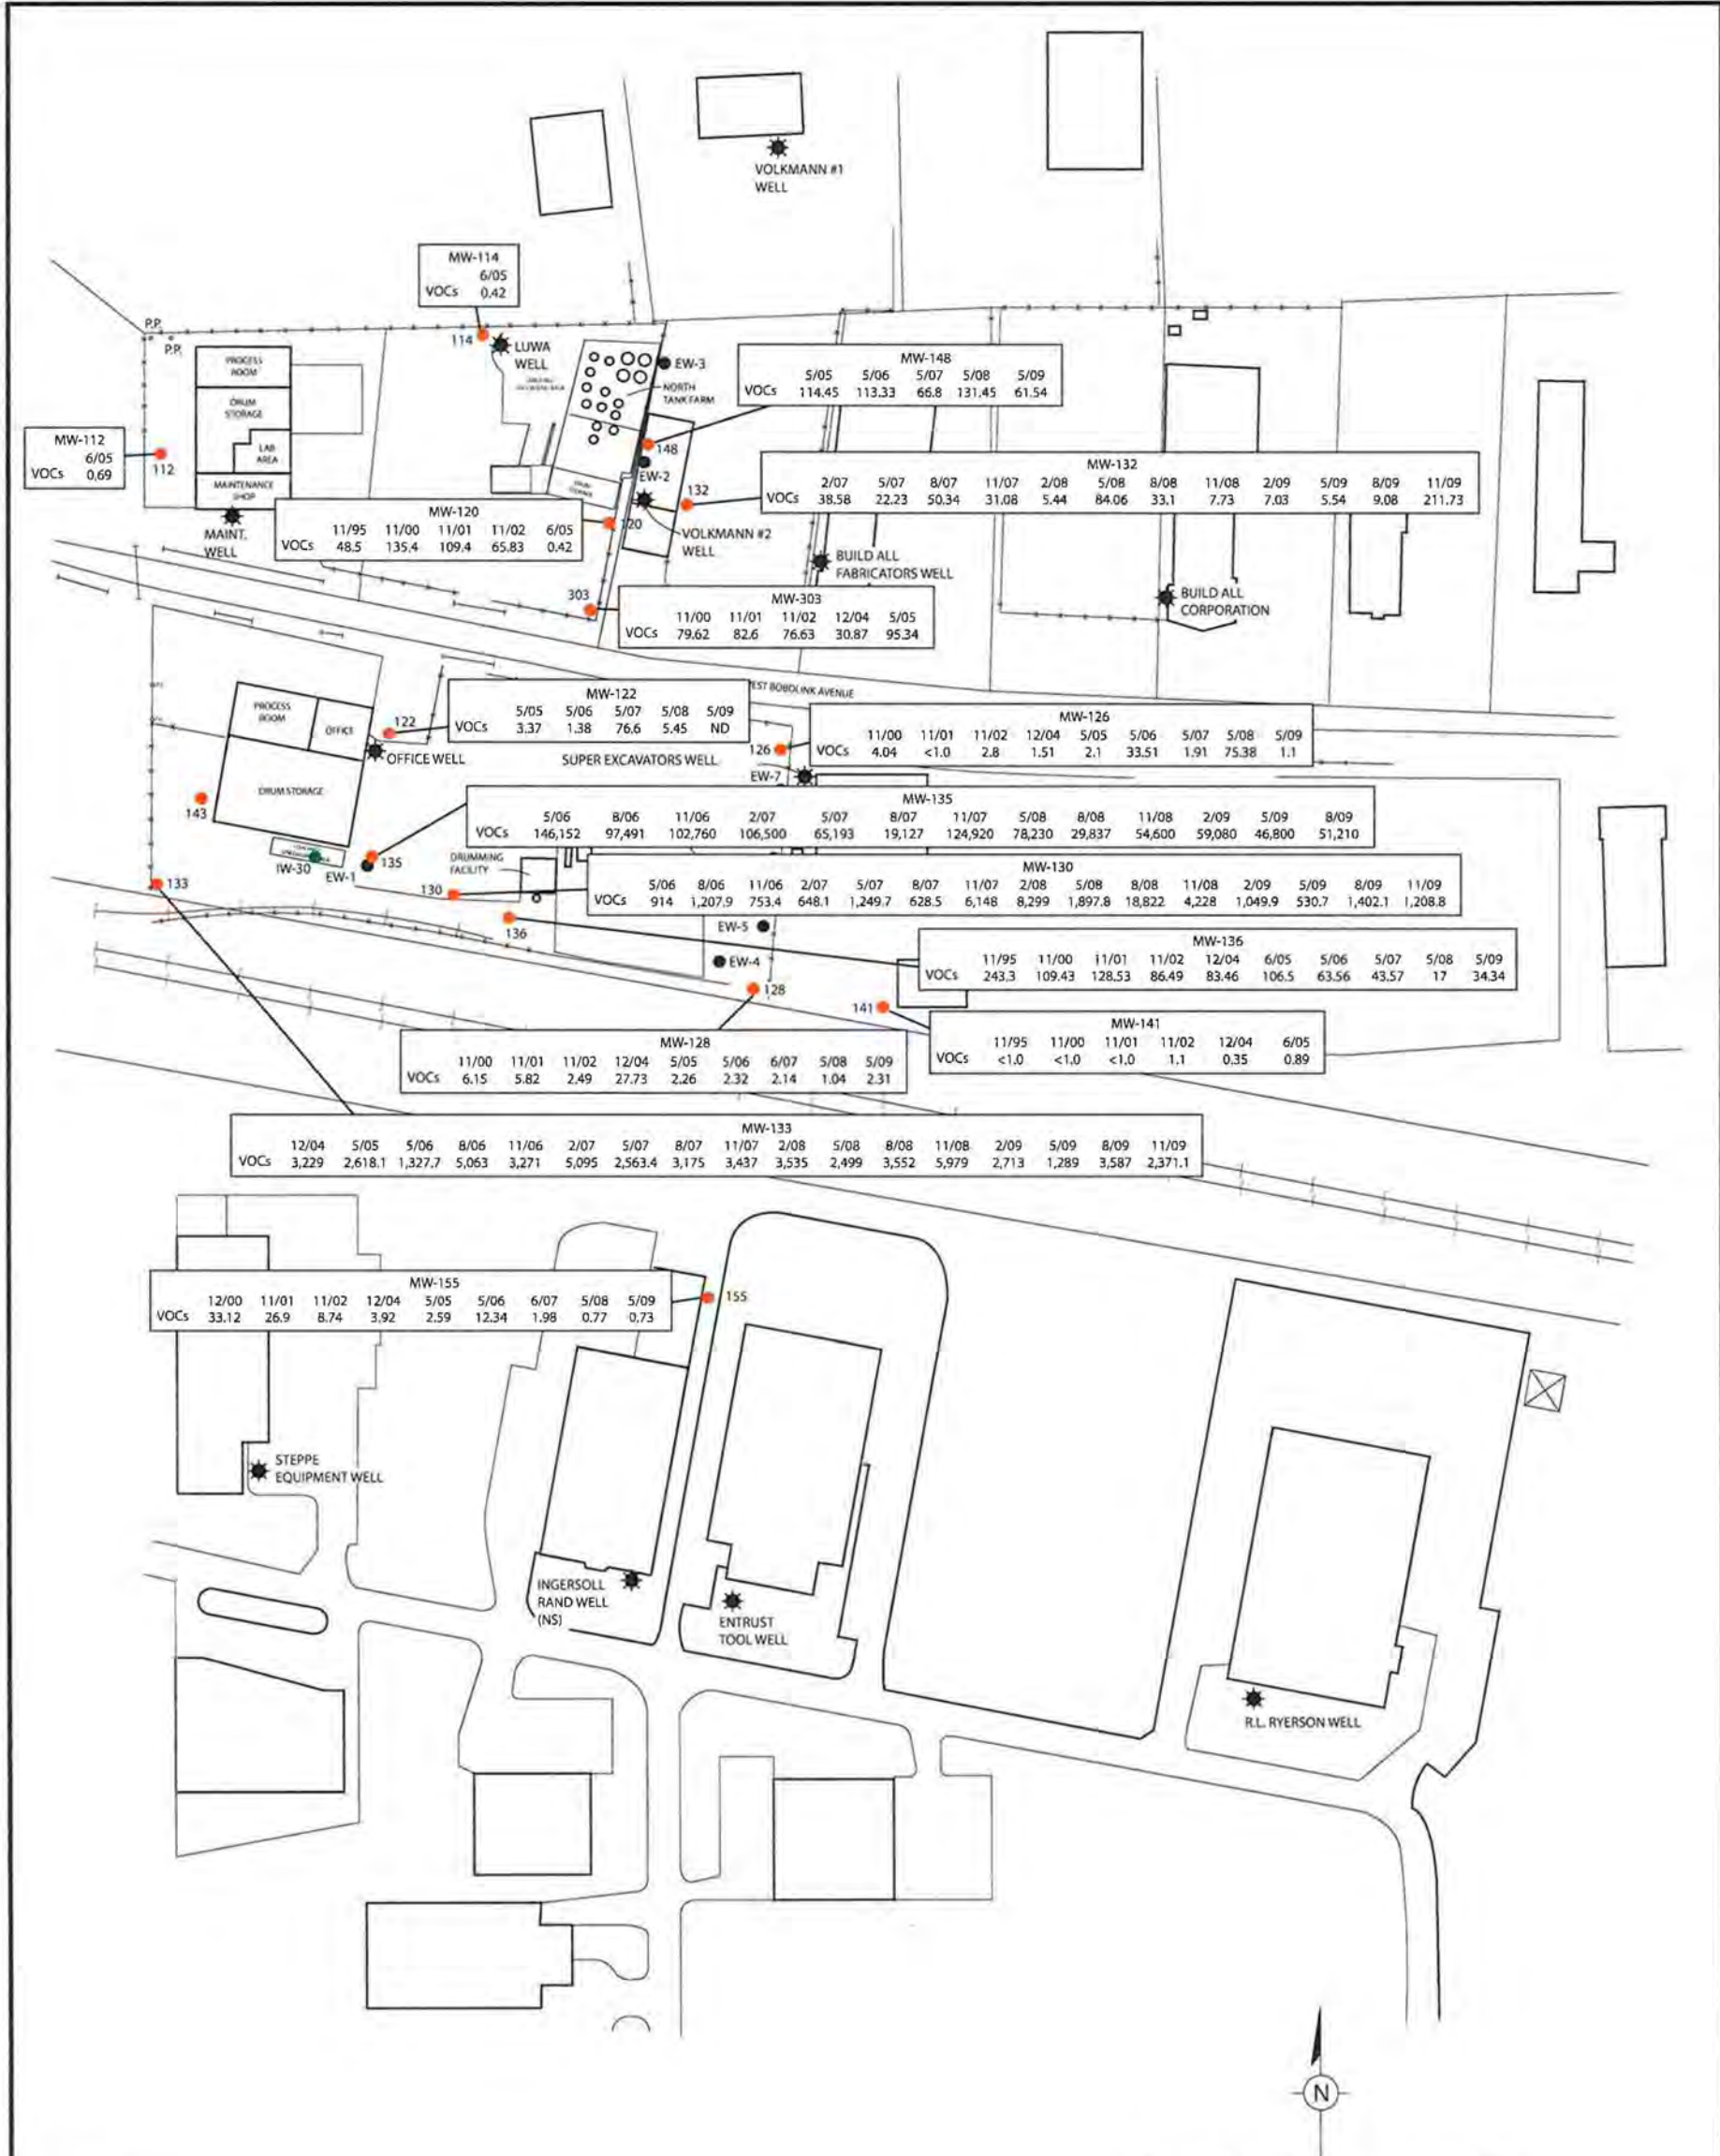 VOLKMANN #1
WELL
MW-114
6/05
VOCs 0.42
P.P.
P.P.
114
LUWA
WELL
EW-3
NORTH
TANK FARM
PROCESS
ROOM
DRUM
STORAGE
LAB
AREA
MAINTENANCE
SHOP
MW-148
5/05 5/06 5/07 5/08 5/09
VOCs 114.45 113.33 66.8 131.45 61.54
MW-112
6/05
VOCs 0.69
112
148
EW-2
132
MW-132
2/07 5/07 8/07 11/07 2/08 5/08 8/08 11/08 2/09 5/09 8/09 11/09
VOCs 38.58 22.23 50.34 31.08 5.44 84.06 33.1 7.73 7.03 5.54 9.08 211.73
MAINT.
WELL
MW-120
11/95 11/00 11/01 11/02 6/05
VOCs 48.5 135.4 109.4 65.83 0.42
120
VOLKMANN #2
WELL
BUILD ALL
FABRICATORS WELL
BUILD ALL
CORPORATION
303
MW-303
11/00 11/01 11/02 12/04 5/05
VOCs 79.62 82.6 76.63 30.87 95.34
EST BOBOLINK AVENUE
PROCESS
ROOM
OFFICE
122
MW-122
5/05 5/06 5/07 5/08 5/09
VOCs 3.37 1.38 76.6 5.45 ND
OFFICE WELL
SUPER EXCAVATORS WELL
126
MW-126
11/00 11/01 11/02 12/04 5/05 5/06 5/07 5/08 5/09
VOCs 4.04 <1.0 2.8 1.51 2.1 33.51 1.91 75.38 1.1
EW-7
DRUM STORAGE
143
MW-135
5/06 8/06 11/06 2/07 5/07 8/07 11/07 5/08 8/08 11/08 2/09 5/09 8/09
VOCs 146,152 97,491 102,760 106,500 65,193 19,127 124,920 78,230 29,837 54,600 59,080 46,800 51,210
IW-30
EW-1
135
DRUMMING
FACILITY
133
130
MW-130
5/06 8/06 11/06 2/07 5/07 8/07 11/07 2/08 5/08 8/08 11/08 2/09 5/09 8/09 11/09
VOCs 914 1,207.9 753.4 648.1 1,249.7 628.5 6,148 8,299 1,897.8 18,822 4,228 1,049.9 530.7 1,402.1 1,208.8
136
EW-5
EW-4
MW-136
11/95 11/00 11/01 11/02 12/04 6/05 5/06 5/07 5/08 5/09
VOCs 243.3 109.43 128.53 86.49 83.46 106.5 63.56 43.57 17 34.34
128
141
MW-128
11/00 11/01 11/02 12/04 5/05 5/06 6/07 5/08 5/09
VOCs 6.15 5.82 2.49 27.73 2.26 2.32 2.14 1.04 2.31
MW-141
11/95 11/00 11/01 11/02 12/04 6/05
VOCs <1.0 <1.0 <1.0 1.1 0.35 0.89
MW-133
12/04 5/05 5/06 8/06 11/06 2/07 5/07 8/07 11/07 2/08 5/08 8/08 11/08 2/09 5/09 8/09 11/09
VOCs 3,229 2,618.1 1,327.7 5,063 3,271 5,095 2,563.4 3,175 3,437 3,535 2,499 3,552 5,979 2,713 1,289 3,587 2,371.1
MW-155
12/00 11/01 11/02 12/04 5/05 5/06 6/07 5/08 5/09
VOCs 33.12 26.9 8.74 3.92 2.59 12.34 1.98 0.77 0.73
155
STEPPE
EQUIPMENT WELL
INGERSOLL
RAND WELL
(NS)
ENTRUST
TOOL WELL
R.L. RYERSON WELL
N